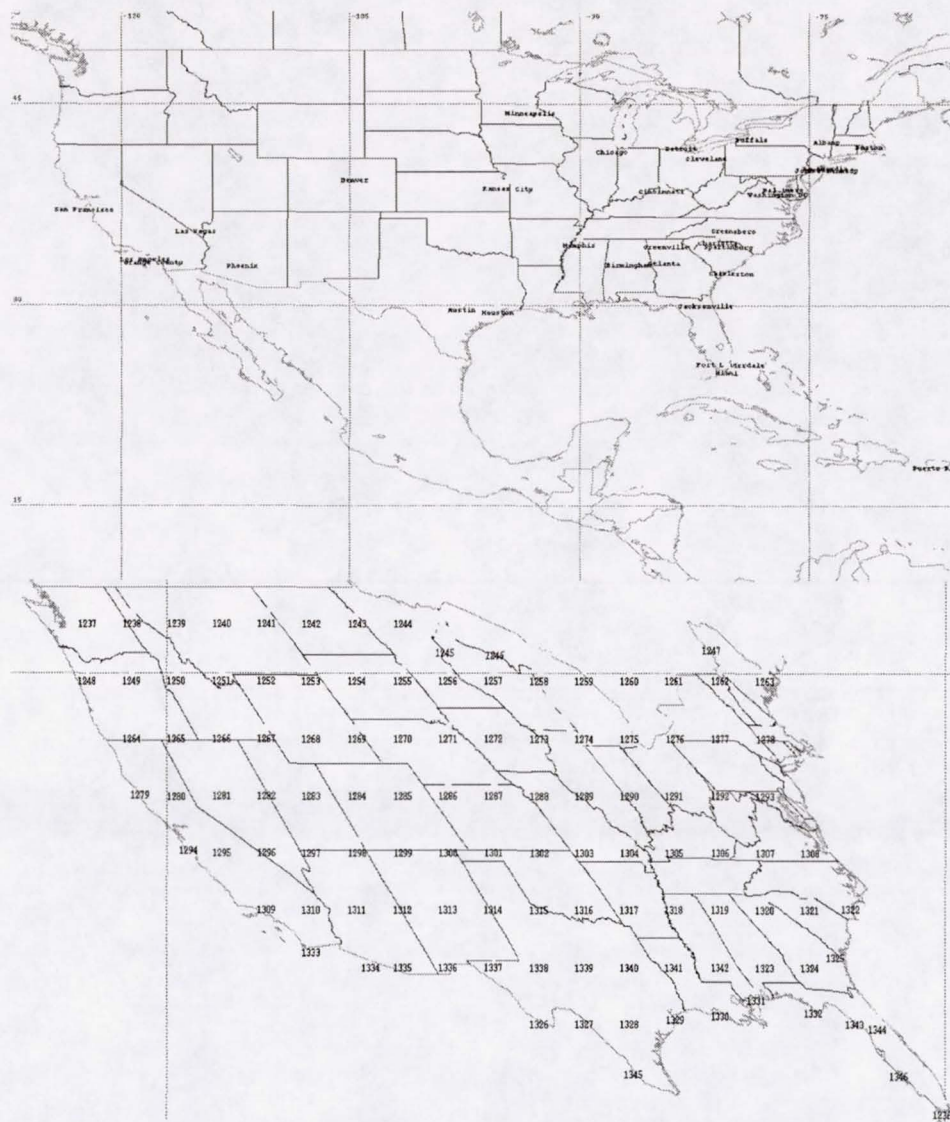 -120 -105 -90 -75
45
Minneapolis
Buffalo Albany Boston
Chicago Detroit
Cleveland
Denver
Kansas City Cincinnati
Washington DC
San Francisco
Las Vegas
Greensboro
Memphis Greenville
Orange County Phoenix
Birmingham Atlanta
Charleston
30
Austin Houston Jacksonville
Miami
Puerto R
15
1237 1238 1239 1240 1241 1242 1243 1244
1245 1246 1247
1248 1249 1250 1251 1252 1253 1254 1255 1256 1257 1258 1259 1260 1261 1262 1263
1264 1265 1266 1267 1268 1269 1270 1271 1272 1273 1274 1275 1276 1277 1278
1279 1280 1281 1282 1283 1284 1285 1286 1287 1288 1289 1290 1291 1292 1293
1294 1295 1296 1297 1298 1299 1300 1301 1302 1303 1304 1305 1306 1307 1308
1309 1310 1311 1312 1313 1314 1315 1316 1317 1318 1319 1320 1321 1322
1333 1334 1335 1336 1337 1338 1339 1340 1341 1342 1323 1324 1325
1326 1327 1328 1329 1330 1331 1332 1343 1344
1345 1346